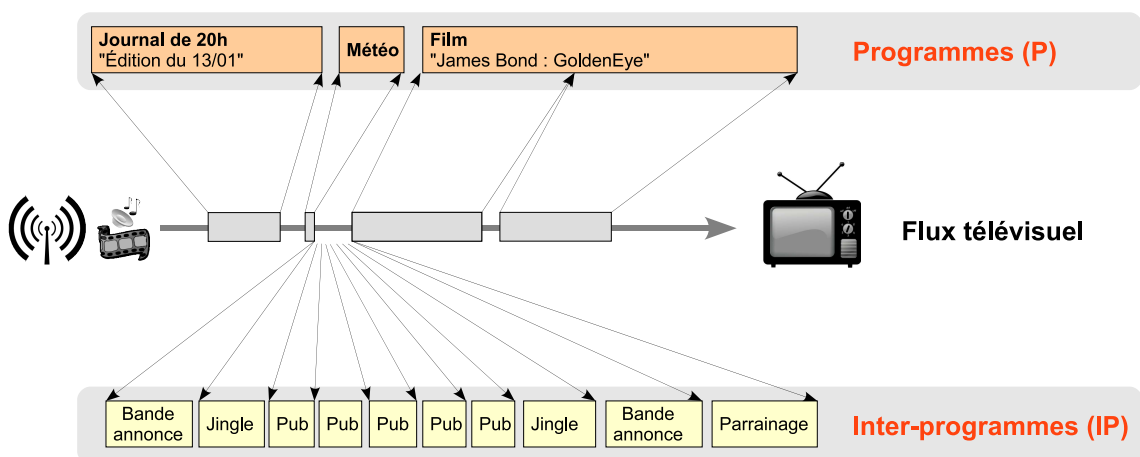 Journal de 20h
"Édition du 13/01"
Météo
Film
"James Bond : GoldenEye"
Programmes (P)
Flux télévisuel
Bande
annonce
Jingle
Pub
Pub
Pub
Pub
Pub
Jingle
Bande
annonce
Parrainage
Inter-programmes (IP)